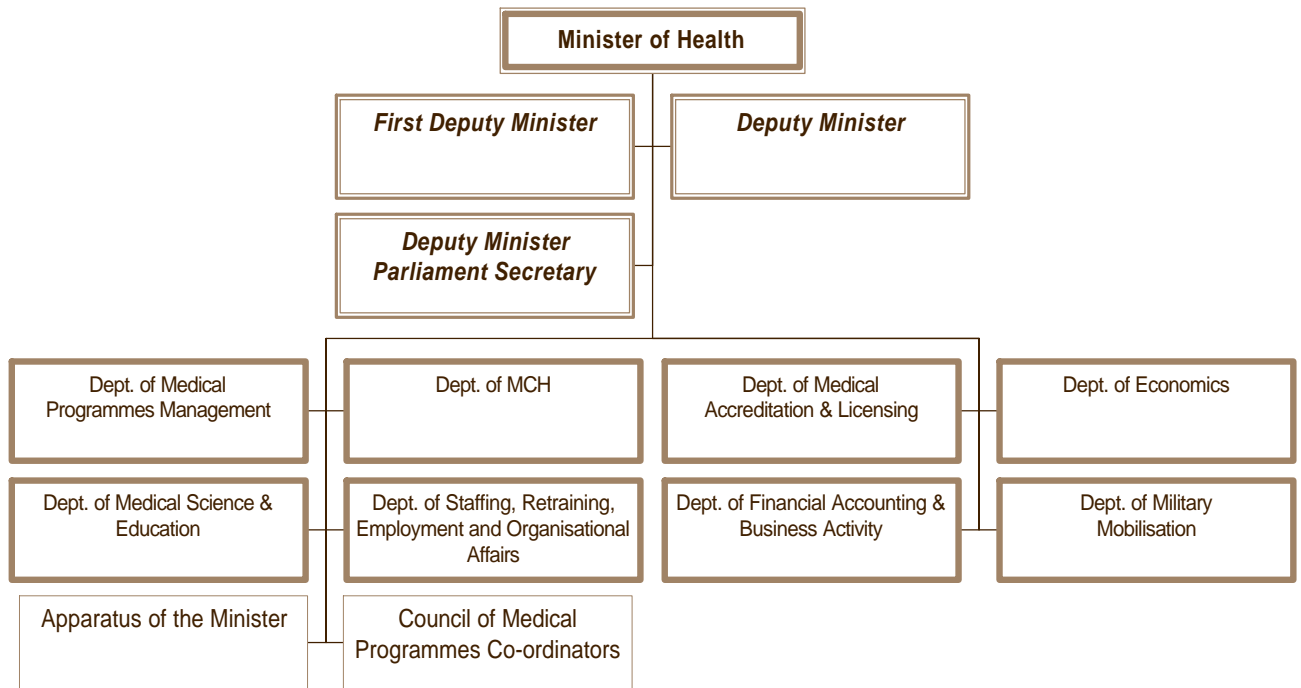 Minister of Health
First Deputy Minister
Deputy Minister
Deputy Minister
Parliament Secretary
Dept. of Medical
Programmes Management
Dept. of MCH
Dept. of Medical
Accreditation & Licensing
Dept. of Economics
Dept. of Medical Science &
Education
Dept. of Staffing, Retraining,
Employment and Organisational
Affairs
Dept. of Financial Accounting &
Business Activity
Dept. of Military
Mobilisation
Apparatus of the Minister
Council of Medical
Programmes Co-ordinators